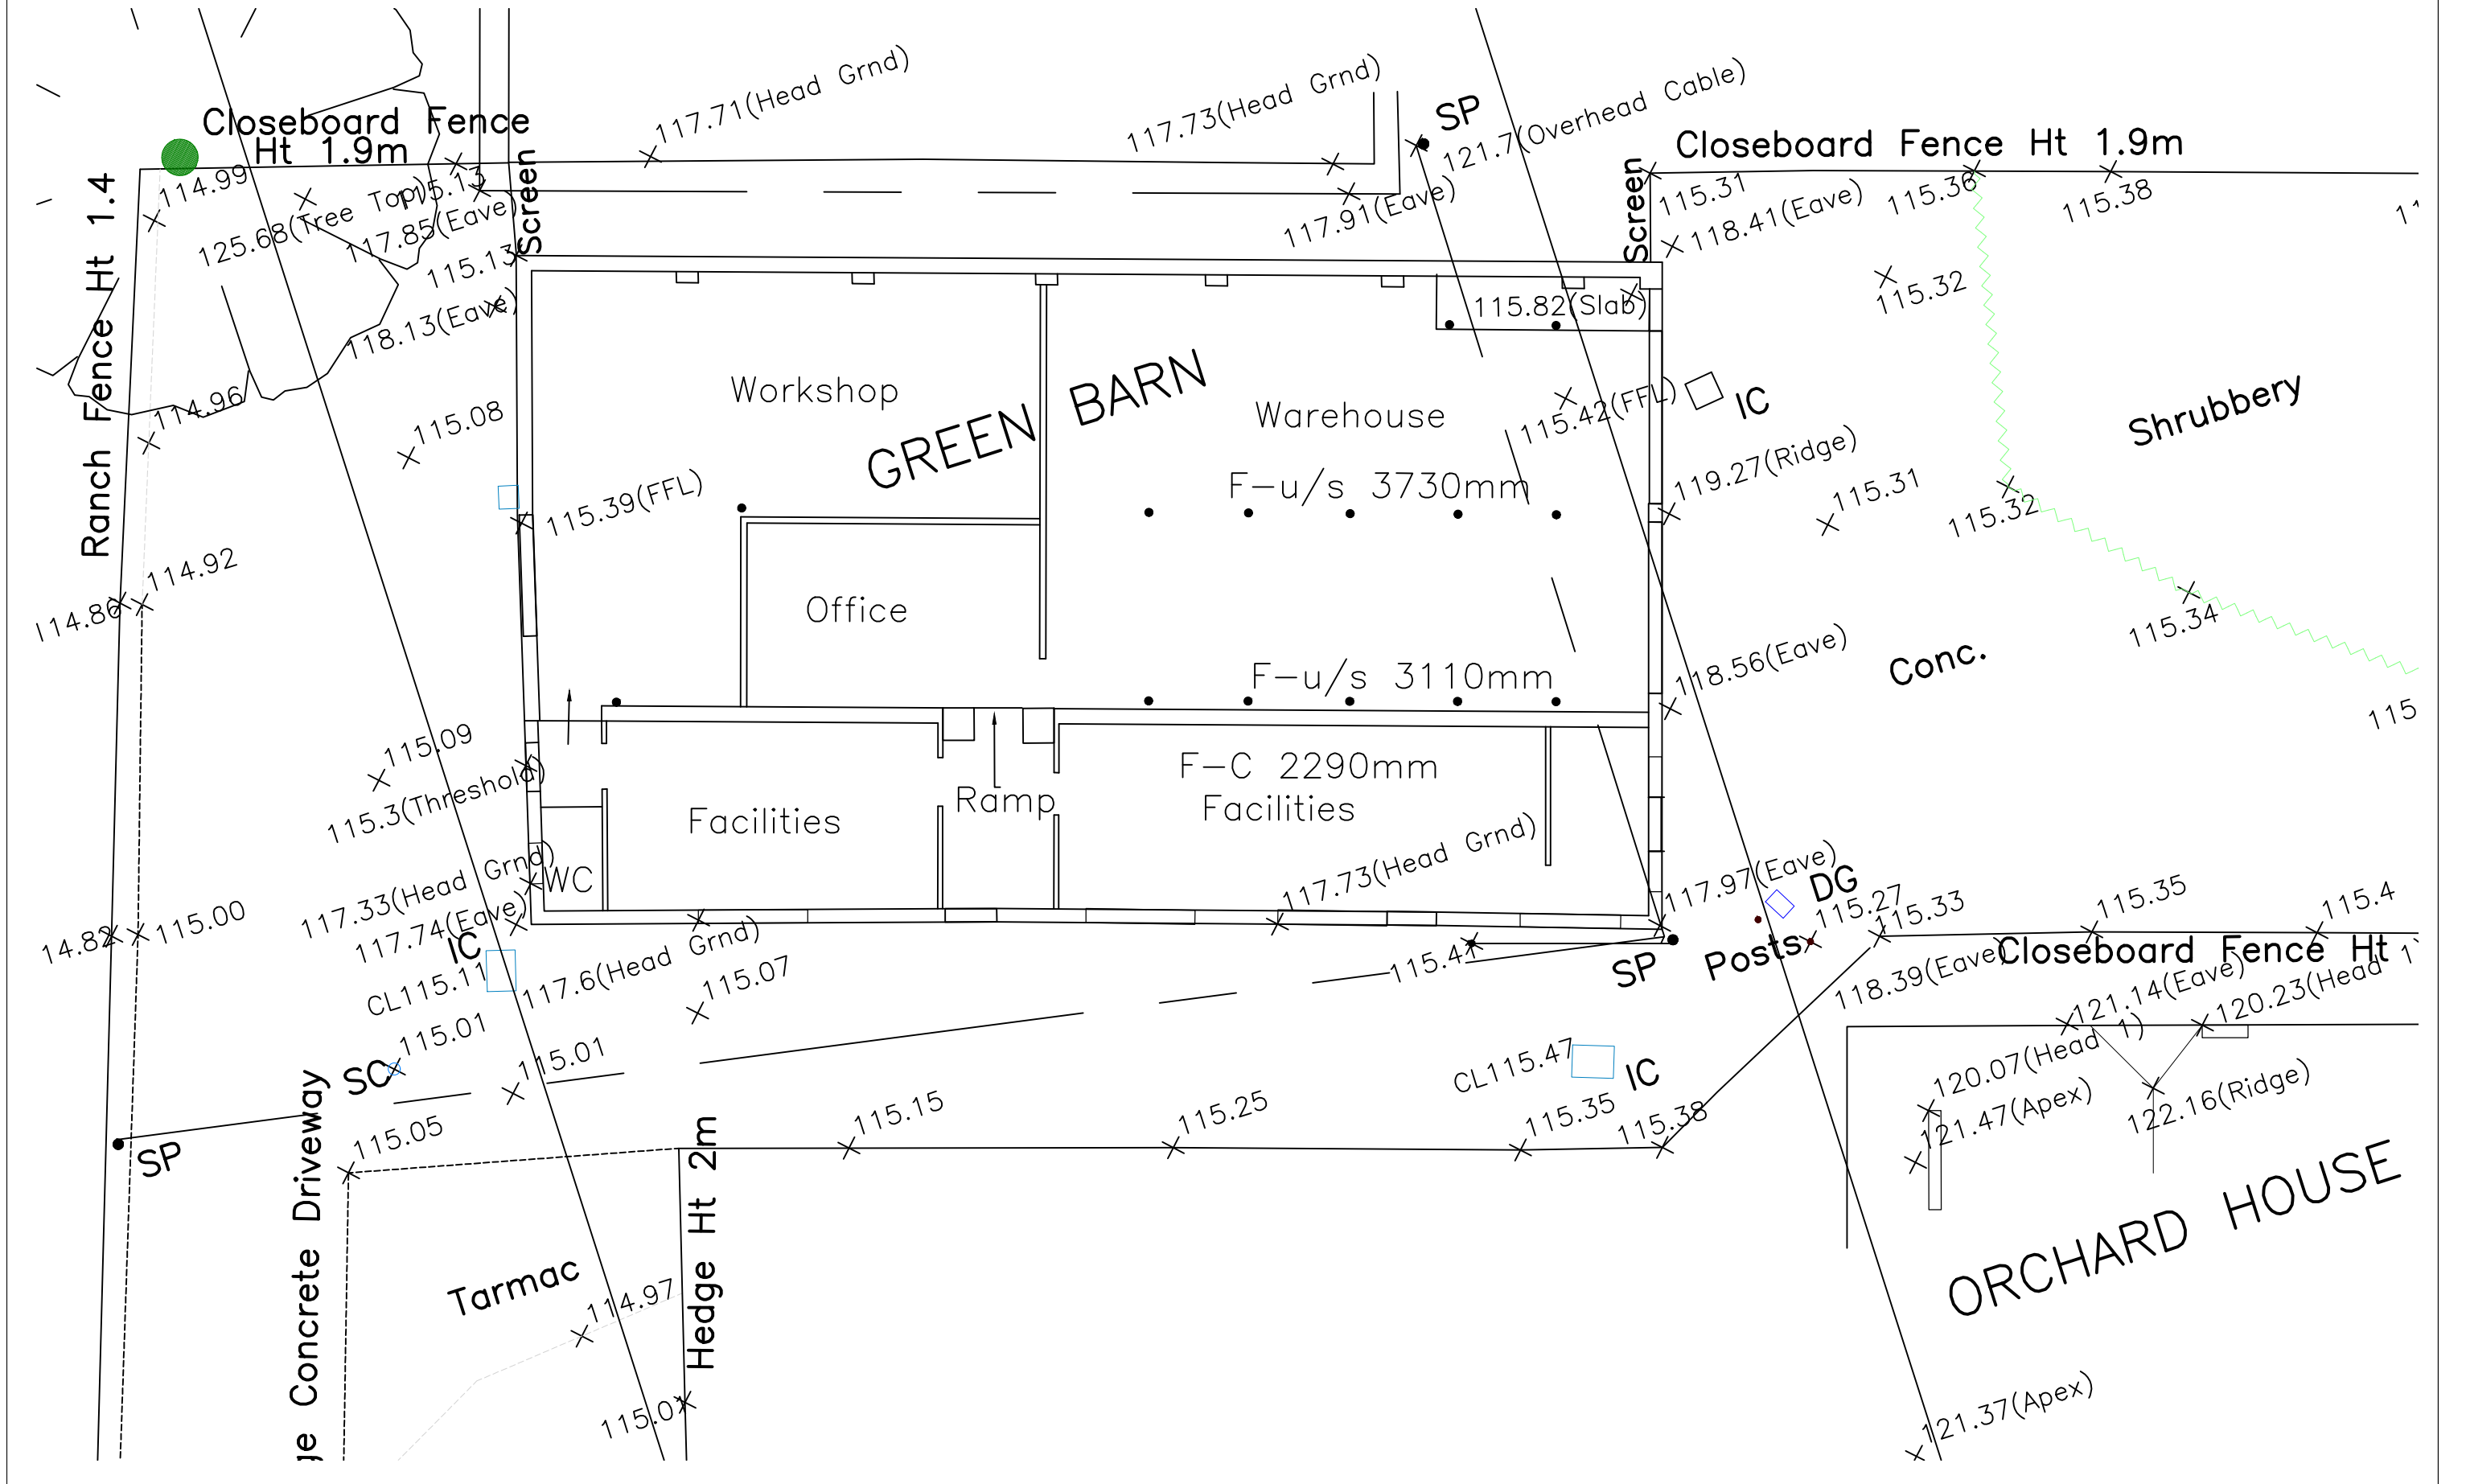 Closeboard Fence
Ht 1.9m
117.71(Head Grnd)
117.73(Head Grnd)
SP
121.7(Overhead Cable)
Closeboard Fence Ht 1.9m
Ranch Fence Ht 1.4
114.99
125.68(Tree Top)
115.13
117.85(Eave)
Screen
115.13
118.13(Eave)
117.91(Eave)
Screen
115.31
118.41(Eave)
115.36
115.38
115.32
115.82(Slab)
114.96
115.08
Workshop
GREEN BARN
Warehouse
115.42(FFL)
IC
Shrubbery
F-u/s 3730mm
119.27(Ridge)
115.31
115.32
115.39(FFL)
114.92
114.86
Office
115.34
F-u/s 3110mm
118.56(Eave)
Conc.
115
115.09
115.3(Threshold)
F-C 2290mm
Facilities
Ramp
Facilities
117.73(Head Grnd)
WC
117.33(Head Grnd)
117.74(Eave)
117.97(Eave)
DG
115.27
115.33
115.35
115.4
14.82
115.00
IC
CL115.11
117.6(Head Grnd)
115.07
115.41
SP
Posts
Closeboard Fence Ht
118.39(Eave)
121.14(Eave)
120.23(Head
115.01
SC
115.01
CL115.47
IC
120.07(Head 1)
121.47(Apex)
122.16(Ridge)
SP
115.05
115.15
115.25
115.35
115.38
ge Concrete Driveway
Hedge Ht 2m
Tarmac
114.97
ORCHARD HOUSE
115.01
121.37(Apex)